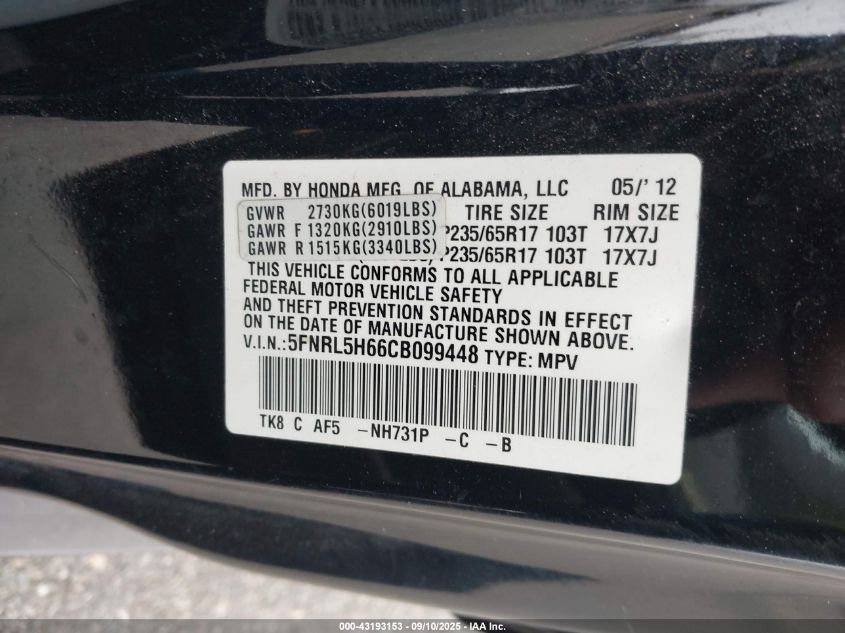 MFD. BY HONDA MFG. OF ALABAMA, LLC 05/' 12
GVWR 2730KG(6019LBS) TIRE SIZE RIM SIZE
GAWR F 1320KG(2910LBS) P235/65R17 103T 17X7J
GAWR R 1515KG(3340LBS) P235/65R17 103T 17X7J
THIS VEHICLE CONFORMS TO ALL APPLICABLE
FEDERAL MOTOR VEHICLE SAFETY
AND THEFT PREVENTION STANDARDS IN EFFECT
ON THE DATE OF MANUFACTURE SHOWN ABOVE.
V.I.N.:5FNRL5H66CB099448 TYPE: MPV
TK8 C AF5 -NH731P -C -B
000-43193153 - 09/10/2025 - IAA Inc.